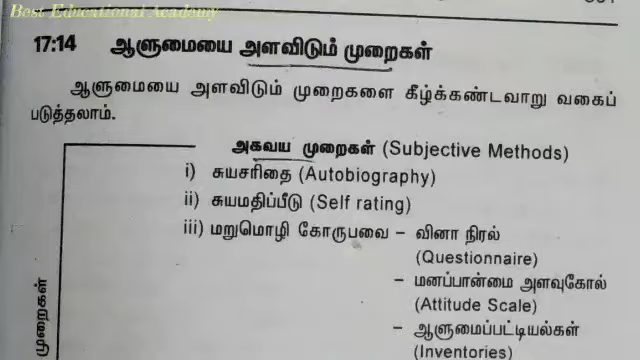 Best Educational Academy
17:14 ஆளுமையை அளவிடும் முறைகள்
ஆளுமையை அளவிடும் முறைகளை கீழ்க்கண்டவாறு வகைப்
படுத்தலாம்.
அகவய முறைகள் (Subjective Methods)
i) சுயசரிதை (Autobiography)
ii) சுயமதிப்பீடு (Self rating)
iii) மறுமொழி கோருபவை – வினா நிரல்
(Questionnaire)
– மனப்பான்மை அளவுகோல்
(Attitude Scale)
– ஆளுமைப்பட்டியல்கள்
(Inventories)
முறைகள்